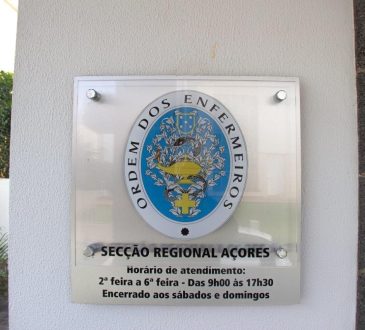 ORDEM DOS ENFERMEIROS
SECÇÃO REGIONAL AÇORES
Horário de atendimento:
2ª feira a 6ª feira - Das 9h00 às 17h30
Encerrado aos sábados e domingos